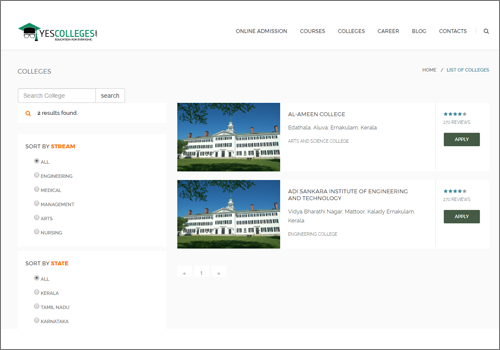 YESCOLLEGES.COM
EDUCATION FOR EVERYONE
ONLINE ADMISSION
COURSES
COLLEGES
CAREER
BLOG
CONTACTS
COLLEGES
HOME / LIST OF COLLEGES
Search College
search
2 results found.
SORT BY STREAM
ALL
ENGINEERING
MEDICAL
MANAGEMENT
ARTS
NURSING
SORT BY STATE
ALL
KERALA
TAMIL NADU
KARNATAKA
AL-AMEEN COLLEGE
Edathala, Aluva, Ernakulam, Kerala
ARTS AND SCIENCE COLLEGE
270 REVIEWS
APPLY
ADI SANKARA INSTITUTE OF ENGINEERING
AND TECHNOLOGY
Vidya Bharathi Nagar, Mattoor, Kalady Ernakulam,
Kerala
ENGINEERING COLLEGE
270 REVIEWS
APPLY
« 1 »